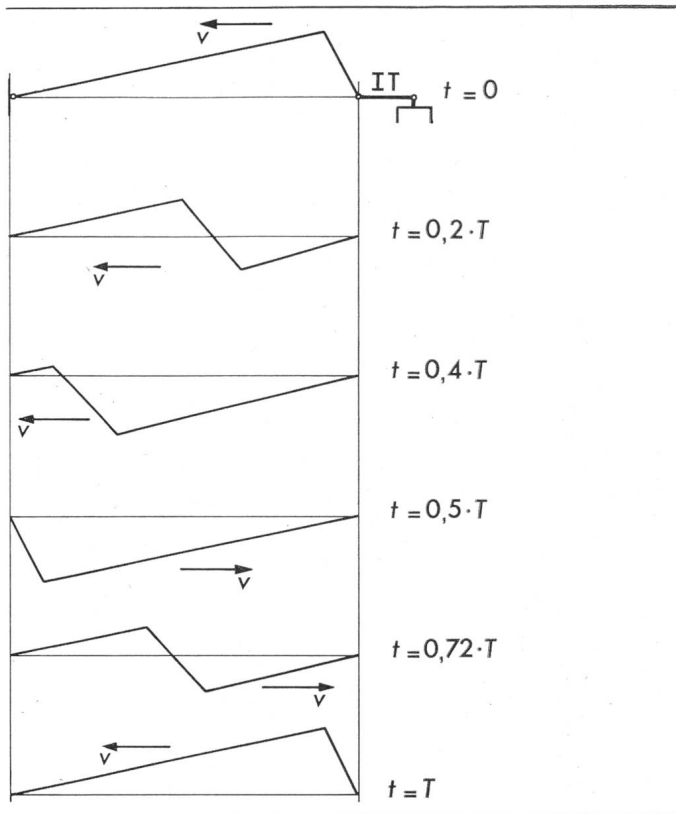 v
IT t = 0
t = 0,2 · T
v
t = 0,4 · T
v
t = 0,5 · T
v
t = 0,72 · T
v
v
t = T